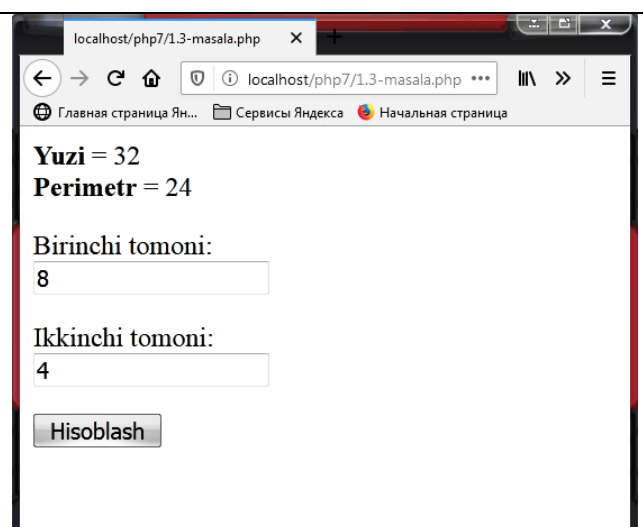 localhost/php7/1.3-masala.php
localhost/php7/1.3-masala.php
Главная страница Ян... Сервисы Яндекса Начальная страница
Yuzi = 32
Perimetr = 24
Birinchi tomoni:
8
Ikkinchi tomoni:
4
Hisoblash